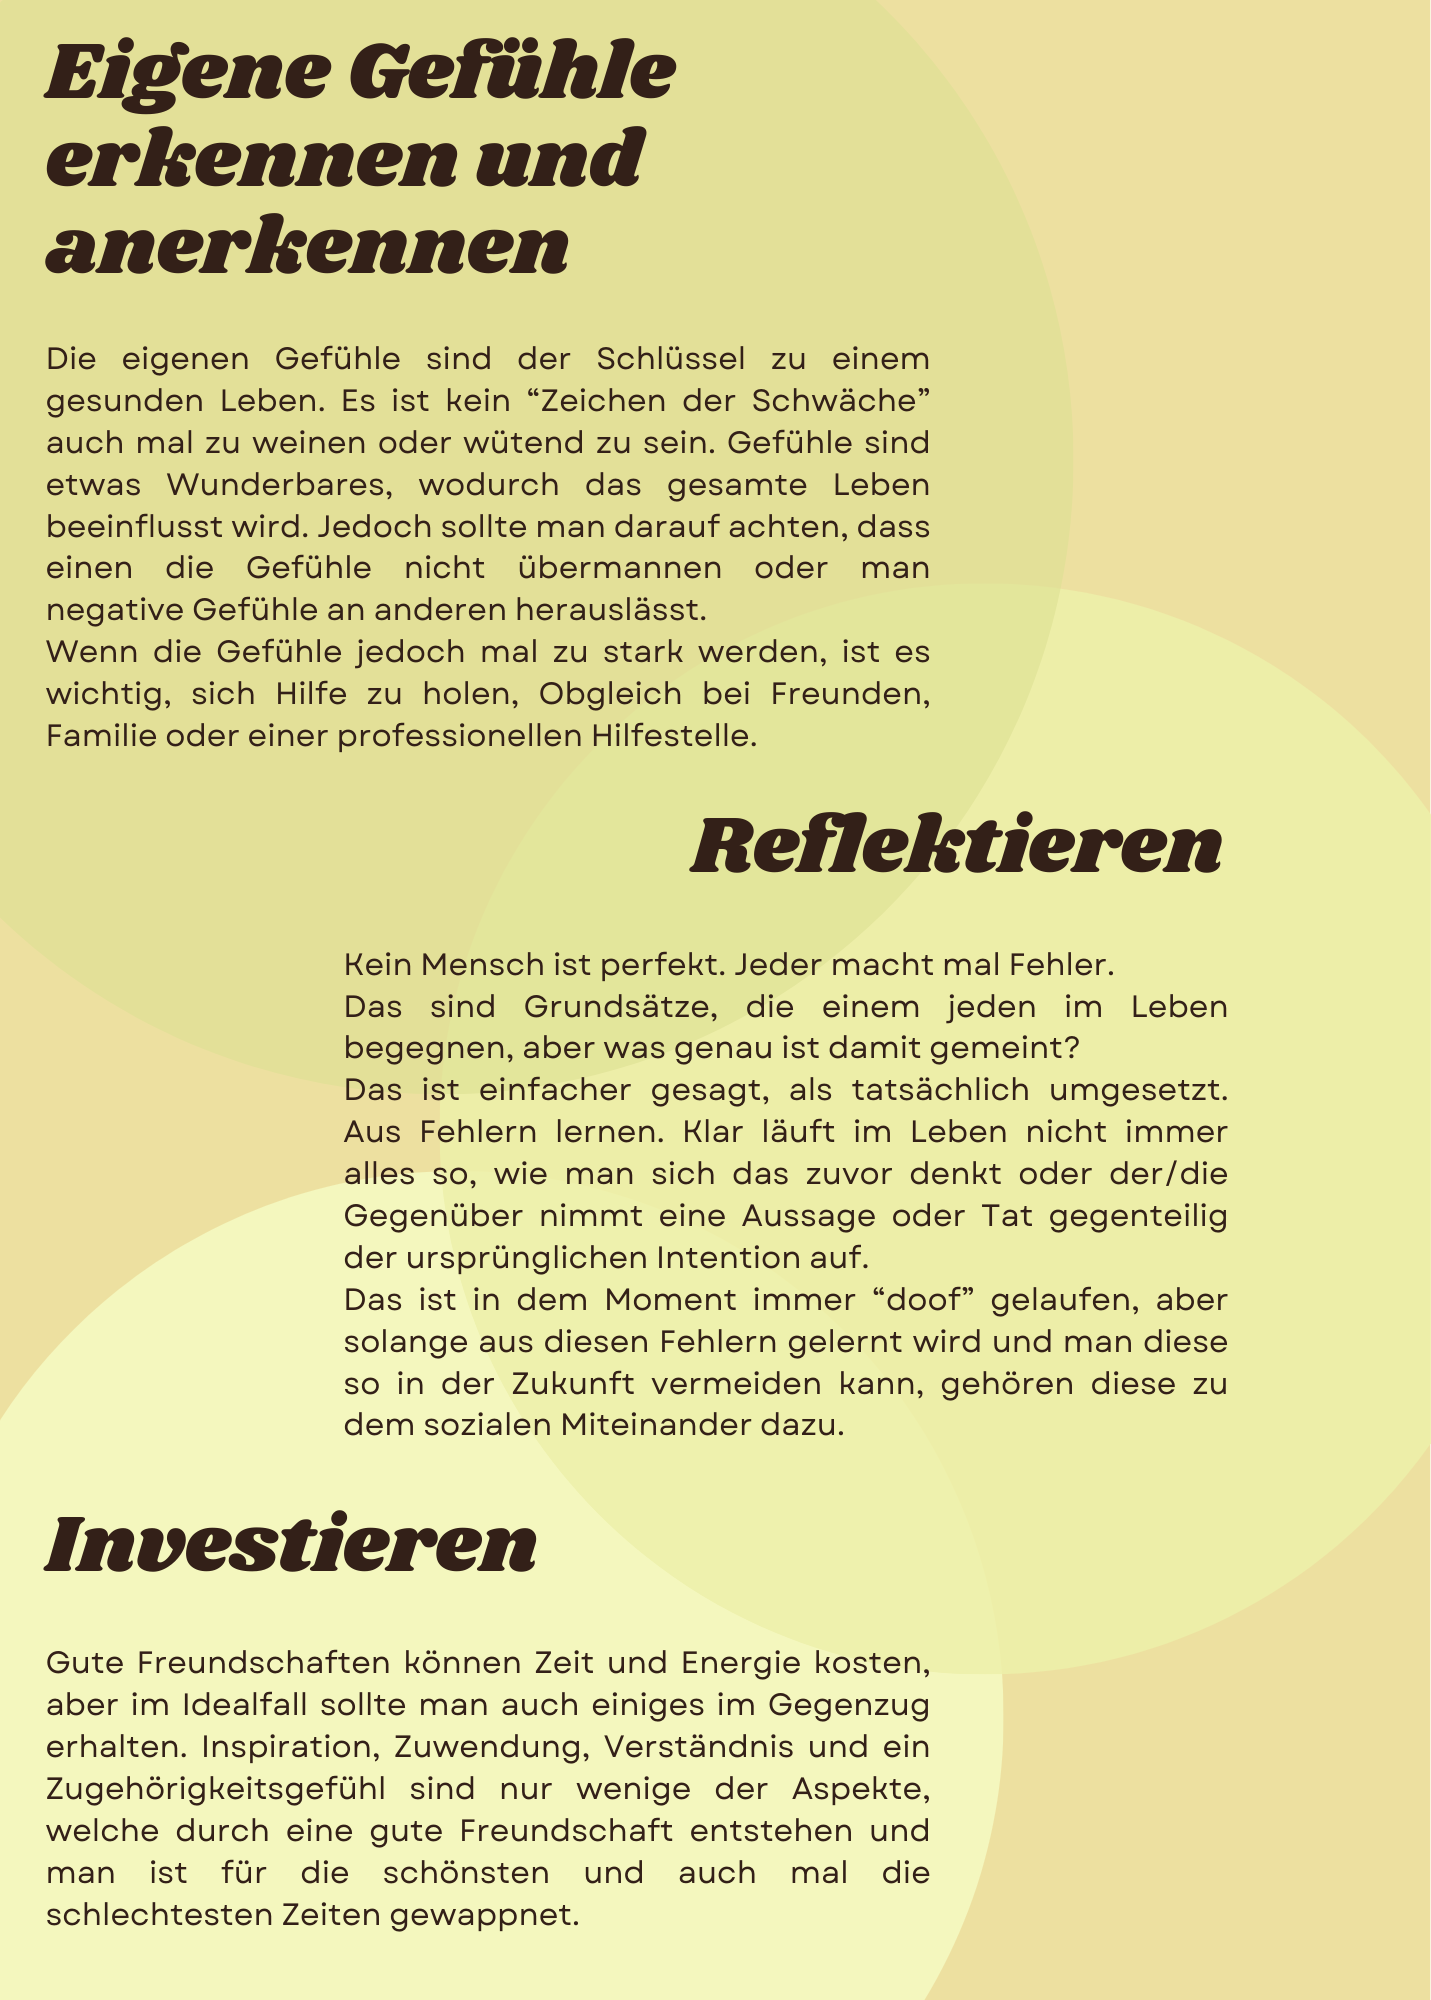 Eigene Gefühle
erkennen und
anerkennen
Die eigenen Gefühle sind der Schlüssel zu einem
gesunden Leben. Es ist kein “Zeichen der Schwäche”
auch mal zu weinen oder wütend zu sein. Gefühle sind
etwas Wunderbares, wodurch das gesamte Leben
beeinflusst wird. Jedoch sollte man darauf achten, dass
einen die Gefühle nicht übermannen oder man
negative Gefühle an anderen herauslässt.
Wenn die Gefühle jedoch mal zu stark werden, ist es
wichtig, sich Hilfe zu holen, Obgleich bei Freunden,
Familie oder einer professionellen Hilfestelle.
Reflektieren
Kein Mensch ist perfekt. Jeder macht mal Fehler.
Das sind Grundsätze, die einem jeden im Leben
begegnen, aber was genau ist damit gemeint?
Das ist einfacher gesagt, als tatsächlich umgesetzt.
Aus Fehlern lernen. Klar läuft im Leben nicht immer
alles so, wie man sich das zuvor denkt oder der/die
Gegenüber nimmt eine Aussage oder Tat gegenteilig
der ursprünglichen Intention auf.
Das ist in dem Moment immer “doof” gelaufen, aber
solange aus diesen Fehlern gelernt wird und man diese
so in der Zukunft vermeiden kann, gehören diese zu
dem sozialen Miteinander dazu.
Investieren
Gute Freundschaften können Zeit und Energie kosten,
aber im Idealfall sollte man auch einiges im Gegenzug
erhalten. Inspiration, Zuwendung, Verständnis und ein
Zugehörigkeitsgefühl sind nur wenige der Aspekte,
welche durch eine gute Freundschaft entstehen und
man ist für die schönsten und auch mal die
schlechtesten Zeiten gewappnet.